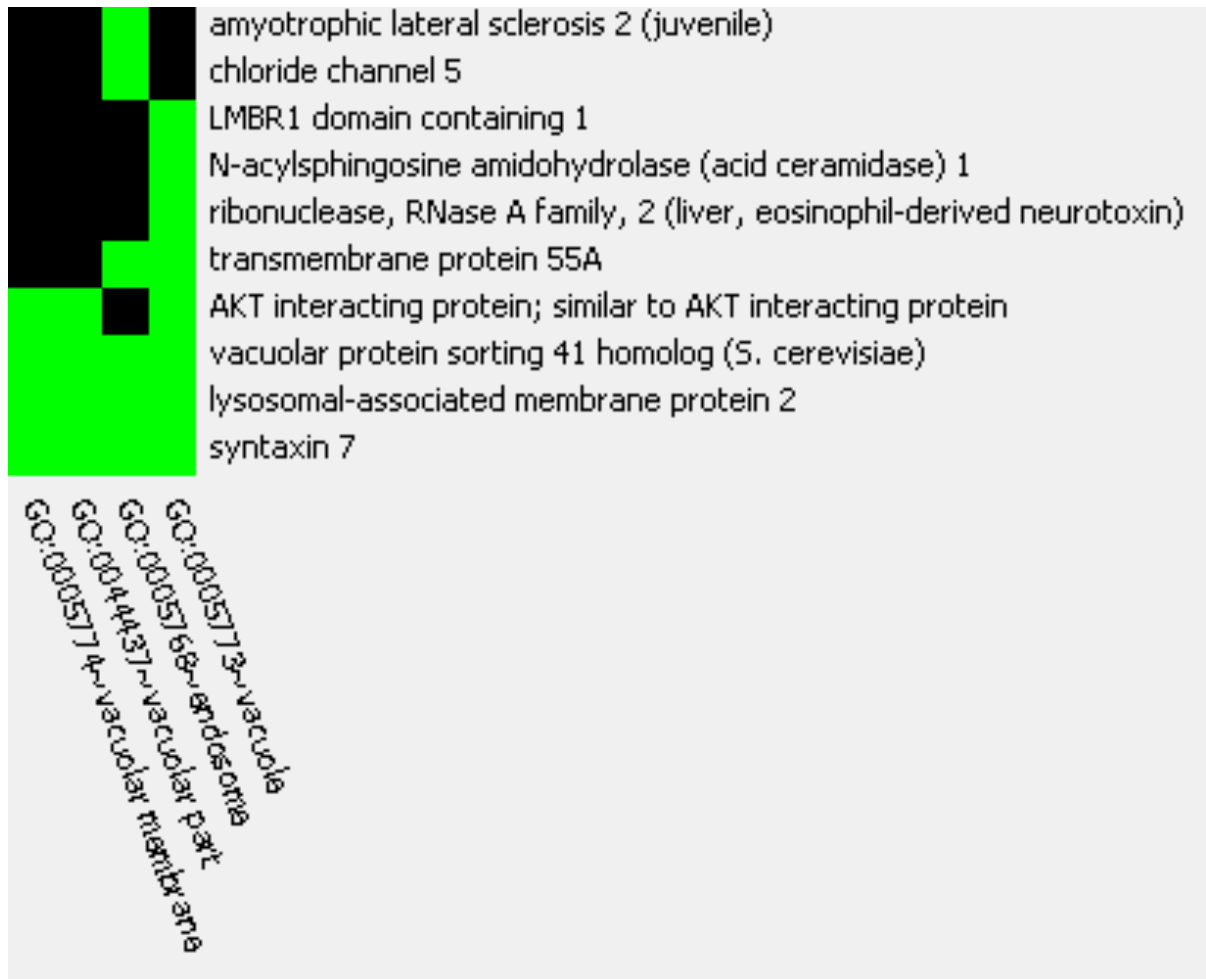 amyotrophic lateral sclerosis 2 (juvenile)
chloride channel 5
LMBR1 domain containing 1
N-acylsphingosine amidohydrolase (acid ceramidase) 1
ribonuclease, RNase A family, 2 (liver, eosinophil-derived neurotoxin)
transmembrane protein 55A
AKT interacting protein; similar to AKT interacting protein
vacuolar protein sorting 41 homolog (S. cerevisiae)
lysosomal-associated membrane protein 2
syntaxin 7
GO:0005774~vacuolar membrane
GO:0044437~vacuolar part
GO:0005768~endosome
GO:0005773~vacuole